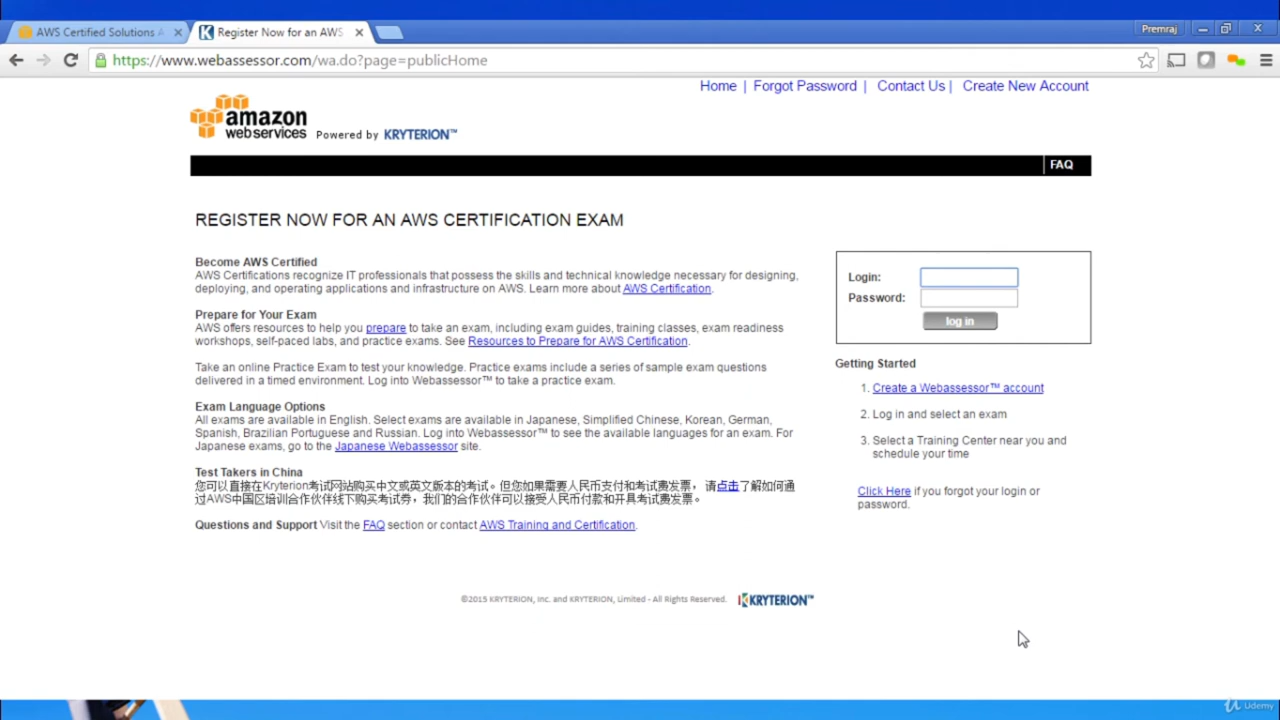 AWS Certified Solutions A
Register Now for an AWS
Premraj
https://www.webassessor.com/wa.do?page=publicHome
Home | Forgot Password | Contact Us | Create New Account
amazon
webservices
Powered by KRYTERION™
FAQ
REGISTER NOW FOR AN AWS CERTIFICATION EXAM
Become AWS Certified
AWS Certifications recognize IT professionals that possess the skills and technical knowledge necessary for designing,
deploying, and operating applications and infrastructure on AWS. Learn more about AWS Certification.
Prepare for Your Exam
AWS offers resources to help you prepare to take an exam, including exam guides, training classes, exam readiness
workshops, self-paced labs, and practice exams. See Resources to Prepare for AWS Certification.
Take an online Practice Exam to test your knowledge. Practice exams include a series of sample exam questions
delivered in a timed environment. Log into Webassessor™ to take a practice exam.
Exam Language Options
All exams are available in English. Select exams are available in Japanese, Simplified Chinese, Korean, German,
Spanish, Brazilian Portuguese and Russian. Log into Webassessor™ to see the available languages for an exam. For
Japanese exams, go to the Japanese Webassessor site.
Test Takers in China
您可以直接在Kryterion考试网站购买中文或英文版本的考试。但您如果需要人民币支付和考试费发票， 请点击了解如何通
过AWS中国区培训合作伙伴线下购买考试券，我们的合作伙伴可以接受人民币付款和开具考试费发票。
Questions and Support Visit the FAQ section or contact AWS Training and Certification.
Login:
Password:
log in
Getting Started
1. Create a Webassessor™ account
2. Log in and select an exam
3. Select a Training Center near you and
schedule your time
Click Here if you forgot your login or
password.
©2015 KRYTERION, Inc. and KRYTERION, Limited - All Rights Reserved.
KRYTERION™
Udemy